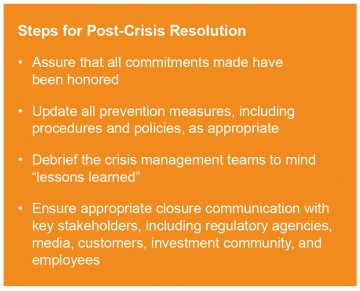 Steps for Post-Crisis Resolution
• Assure that all commitments made have
been honored
• Update all prevention measures, including
procedures and policies, as appropriate
• Debrief the crisis management teams to mind
“lessons learned”
• Ensure appropriate closure communication with
key stakeholders, including regulatory agencies,
media, customers, investment community, and
employees